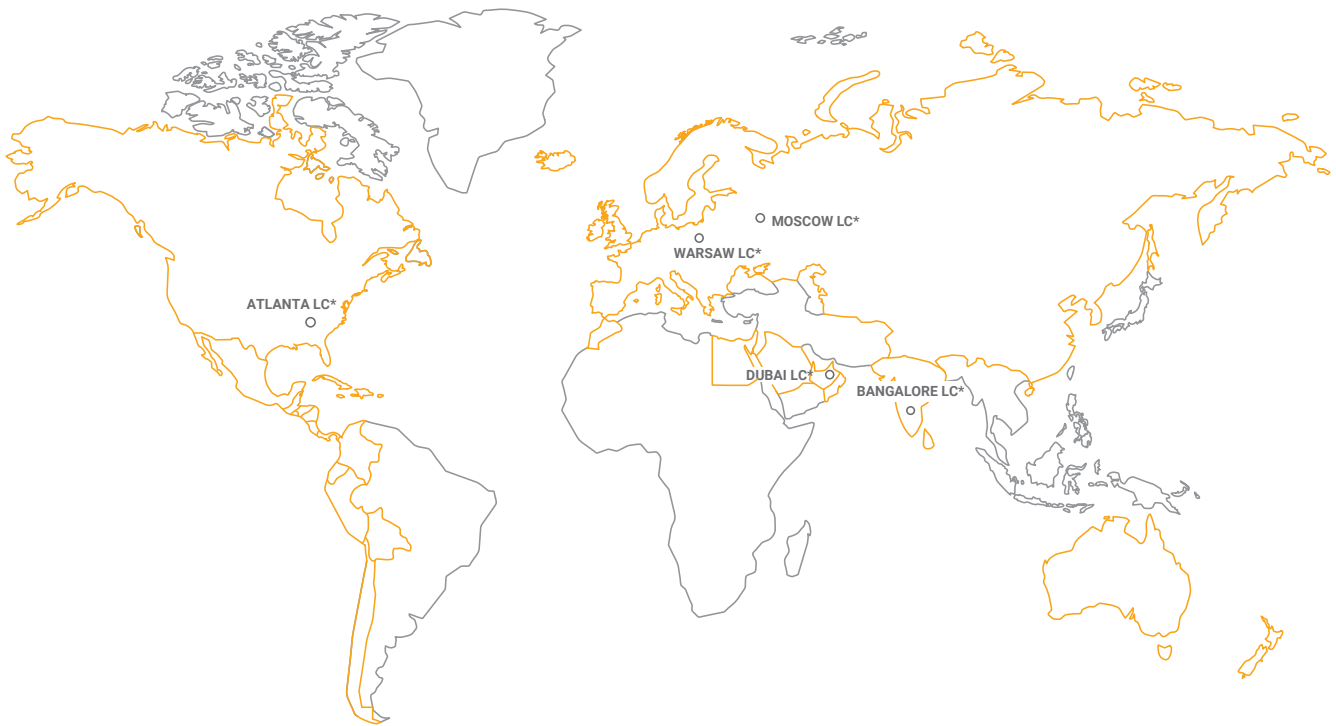 MOSCOW LC*
WARSAW LC*
ATLANTA LC*
DUBAI LC*
BANGALORE LC*